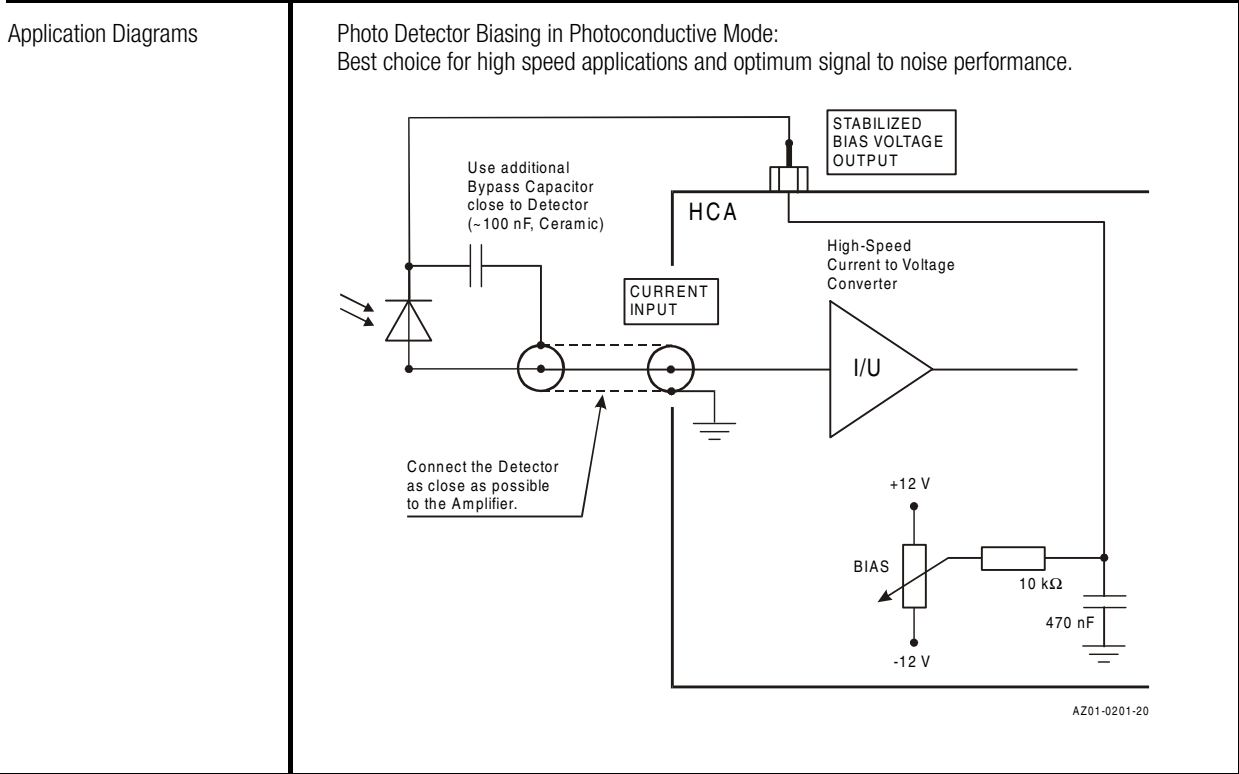 Application Diagrams
Photo Detector Biasing in Photoconductive Mode:
Best choice for high speed applications and optimum signal to noise performance.
STABILIZED
BIAS VOLTAGE
OUTPUT
Use additional
Bypass Capacitor
close to Detector
(~100 nF, Ceramic)
HCA
High-Speed
Current to Voltage
Converter
CURRENT
INPUT
I/U
Connect the Detector
as close as possible
to the Amplifier.
+12 V
BIAS
10 kΩ
470 nF
-12 V
AZ01-0201-20